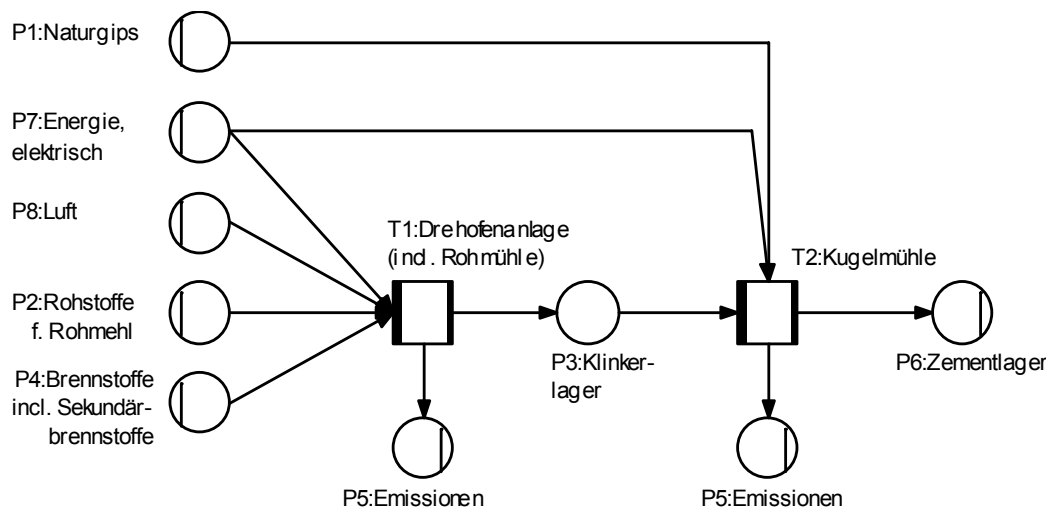 P1:Naturgips
P7:Energie,
elektrisch
P8:Luft
T1:Drehofenanlage
(incl. Rohmühle)
T2:Kugelmühle
P2:Rohstoffe
f. Rohmehl
P3:Klinker-
lager
P6:Zementlager
P4:Brennstoffe
incl. Sekundär-
brennstoffe
P5:Emissionen
P5:Emissionen